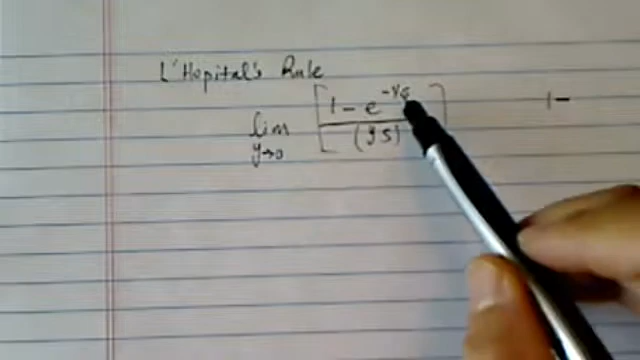 L'Hopital's Rule
lim y→0 [ 1 - e^-ys / (ys) ]
1 -